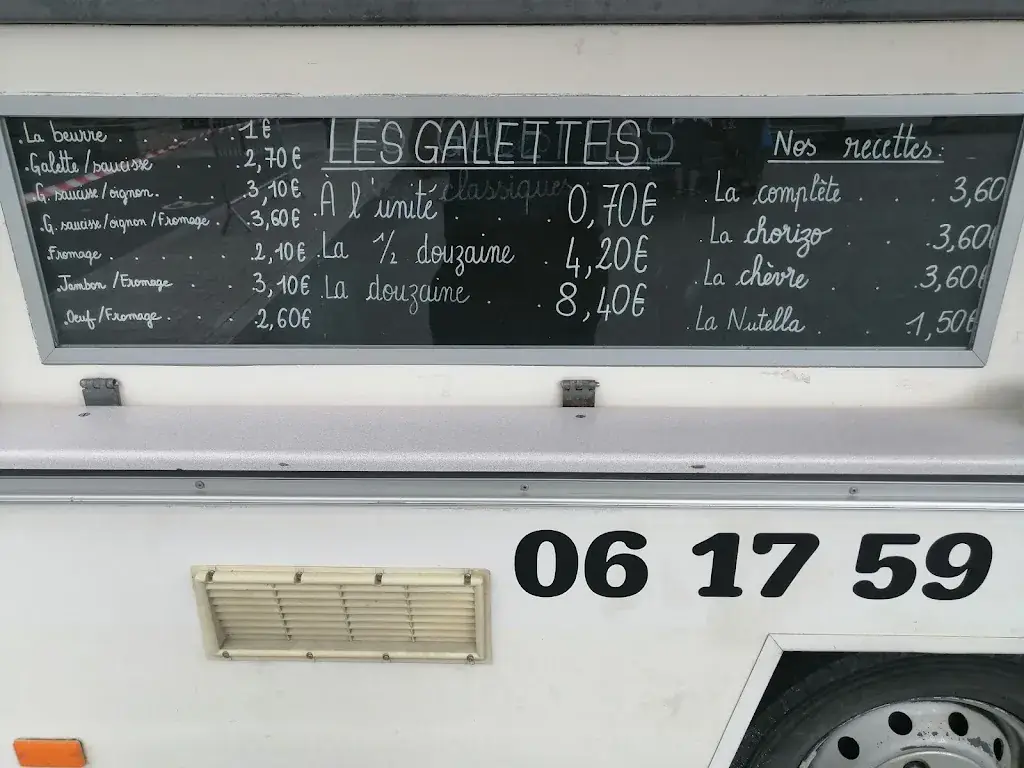 .La beurre . . . . . 1€
.Galette/saucisse . . . 2,70€
.G. saucisse/oignon. . . . 3,10€
.G. saucisse/oignon/Fromage . 3,60€
.Fromage . . . . . 2,10€
.Jambon/Fromage . . . 3,10€
.Oeuf/Fromage . . . . 2,60€
LES GALETTES
classiques
.À l'unité . . . . 0,70€
.La 1/2 douzaine . 4,20€
.La douzaine . . 8,40€
Nos recettes:
.La complète . . . 3,60
.La chorizo . . . 3,60€
.La chèvre . . . 3,60€
.La Nutella . . . 1,50€
06 17 59